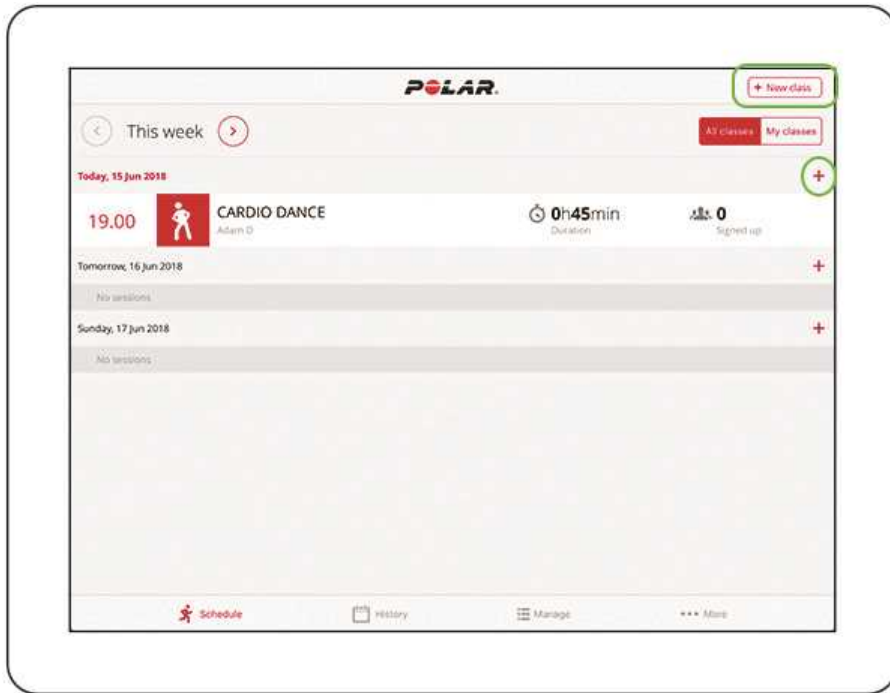 POLAR.
+ New class
This week
All classes My classes
Today, 15 Jun 2018 +
19.00 CARDIO DANCE 0h45min 0
Adam D Duration Signed up
Tomorrow, 16 Jun 2018 +
No sessions
Sunday, 17 Jun 2018 +
No sessions
Schedule History Manage More